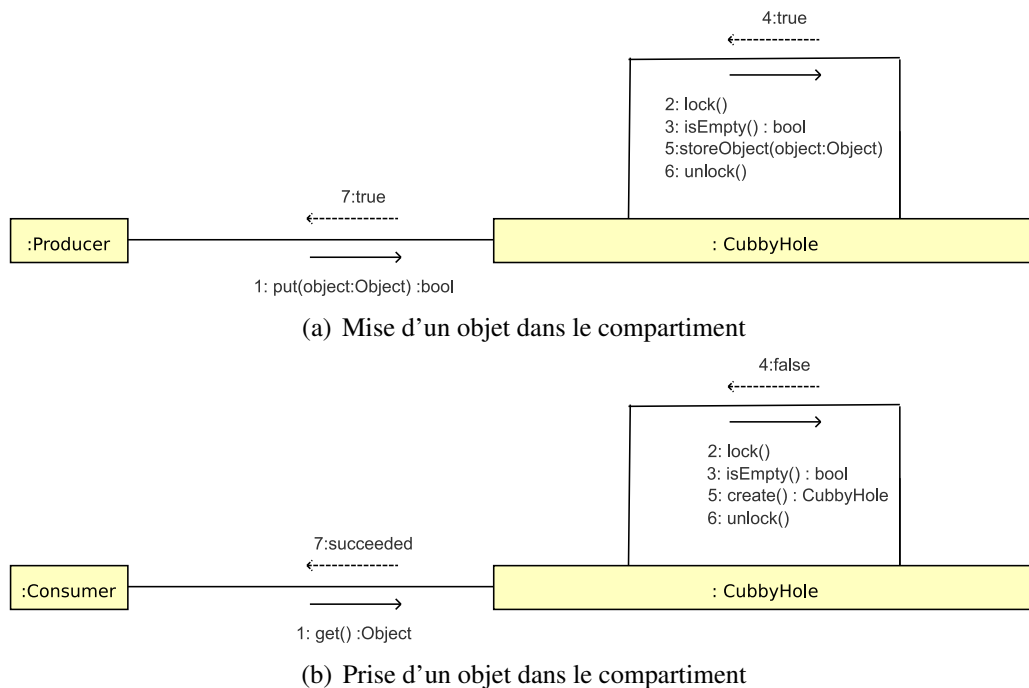 4:true
2: lock()
3: isEmpty() : bool
5:storeObject(object:Object)
6: unlock()
7:true
:Producer
: CubbyHole
1: put(object:Object) :bool
(a) Mise d'un objet dans le compartiment
4:false
2: lock()
3: isEmpty() : bool
5: create() : CubbyHole
6: unlock()
7:succeeded
:Consumer
: CubbyHole
1: get() :Object
(b) Prise d'un objet dans le compartiment